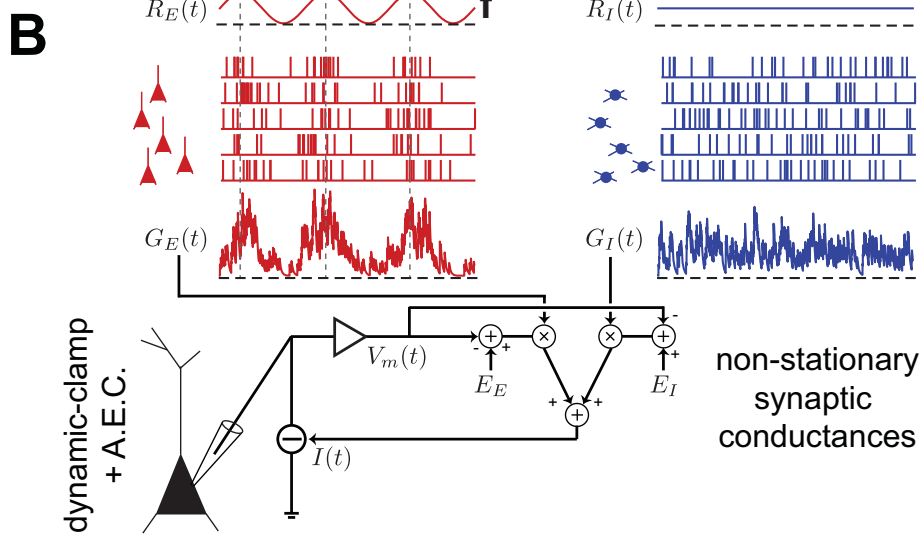 B
R_E(t)
R_I(t)
G_E(t)
G_I(t)
V_m(t)
- + + × × + - +
E_E
E_I
+ + +
I(t)
dynamic-clamp
+ A.E.C.
non-stationary
synaptic
conductances